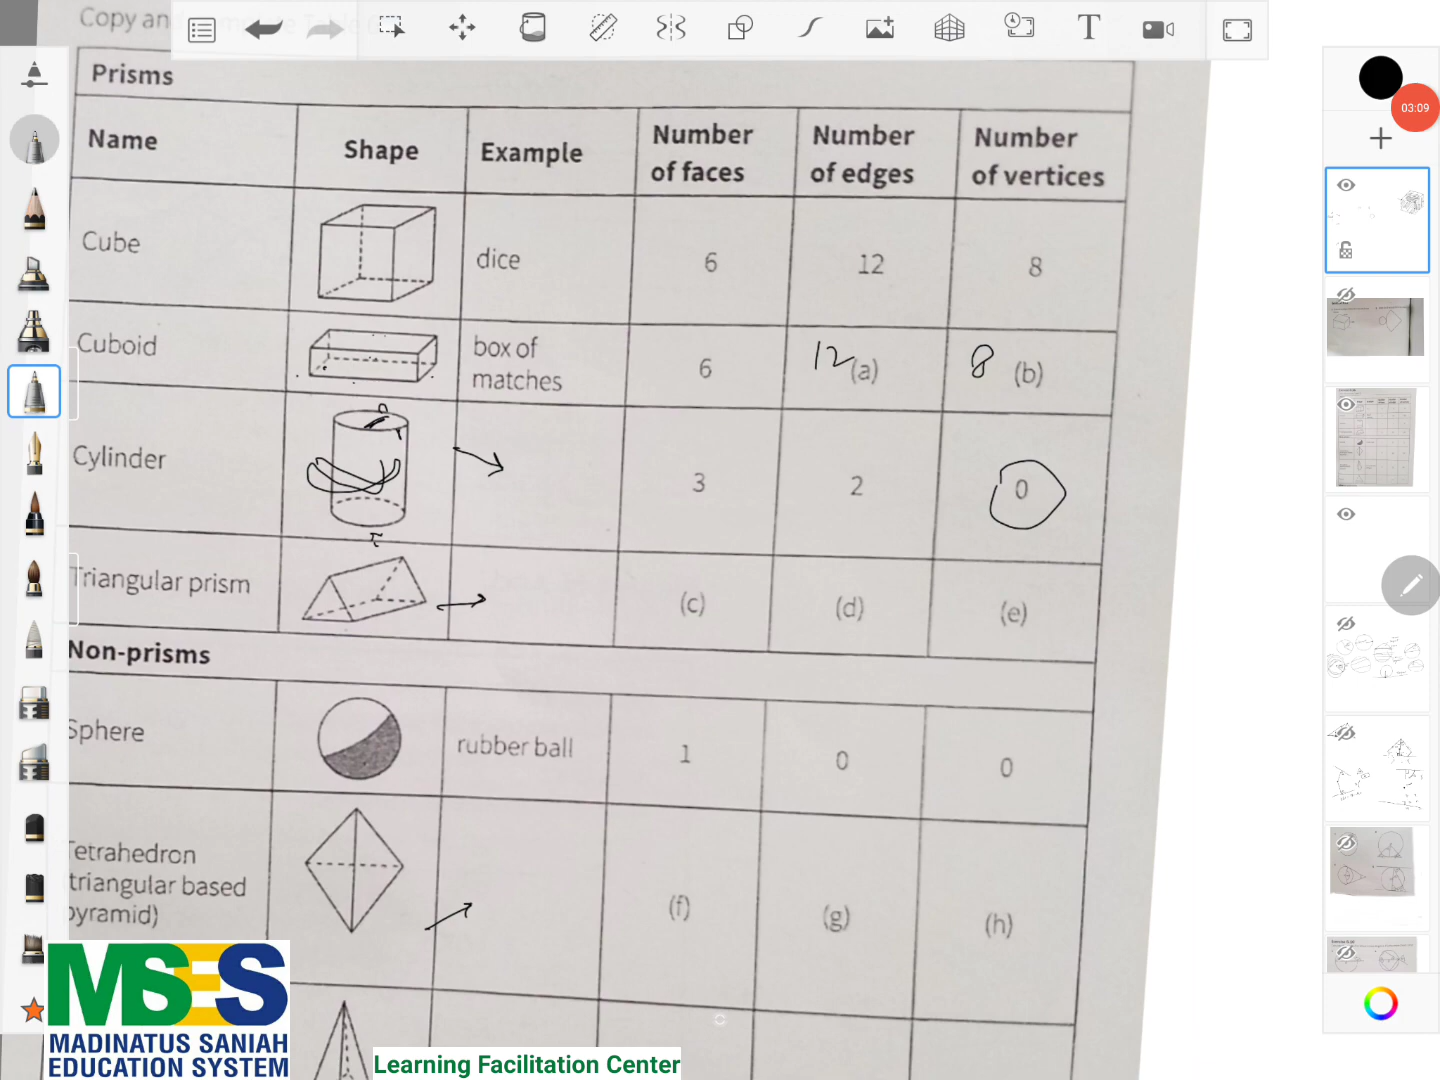 Copy and
03:09
Prisms
Name Shape Example Number of faces Number of edges Number of vertices
Cube dice 6 12 8
Cuboid box of matches 6 12 (a) 8 (b)
Cylinder 3 2 0
Triangular prism (c) (d) (e)
Non-prisms
Sphere rubber ball 1 0 0
Tetrahedron (triangular based pyramid) (f) (g) (h)
MSES
MADINATUS SANIAH
EDUCATION SYSTEM
Learning Facilitation Center